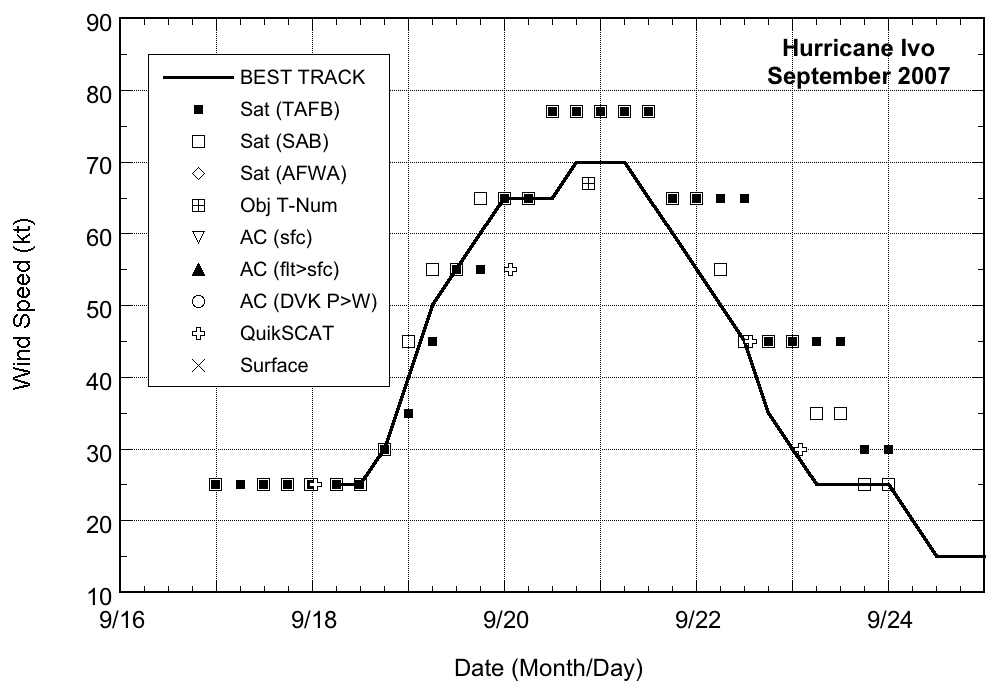 Hurricane Ivo
September 2007
BEST TRACK
Sat (TAFB)
Sat (SAB)
Sat (AFWA)
Obj T-Num
AC (sfc)
AC (flt>sfc)
AC (DVK P>W)
QuikSCAT
Surface
90
80
70
60
50
40
30
20
10
Wind Speed (kt)
9/16 9/18 9/20 9/22 9/24
Date (Month/Day)